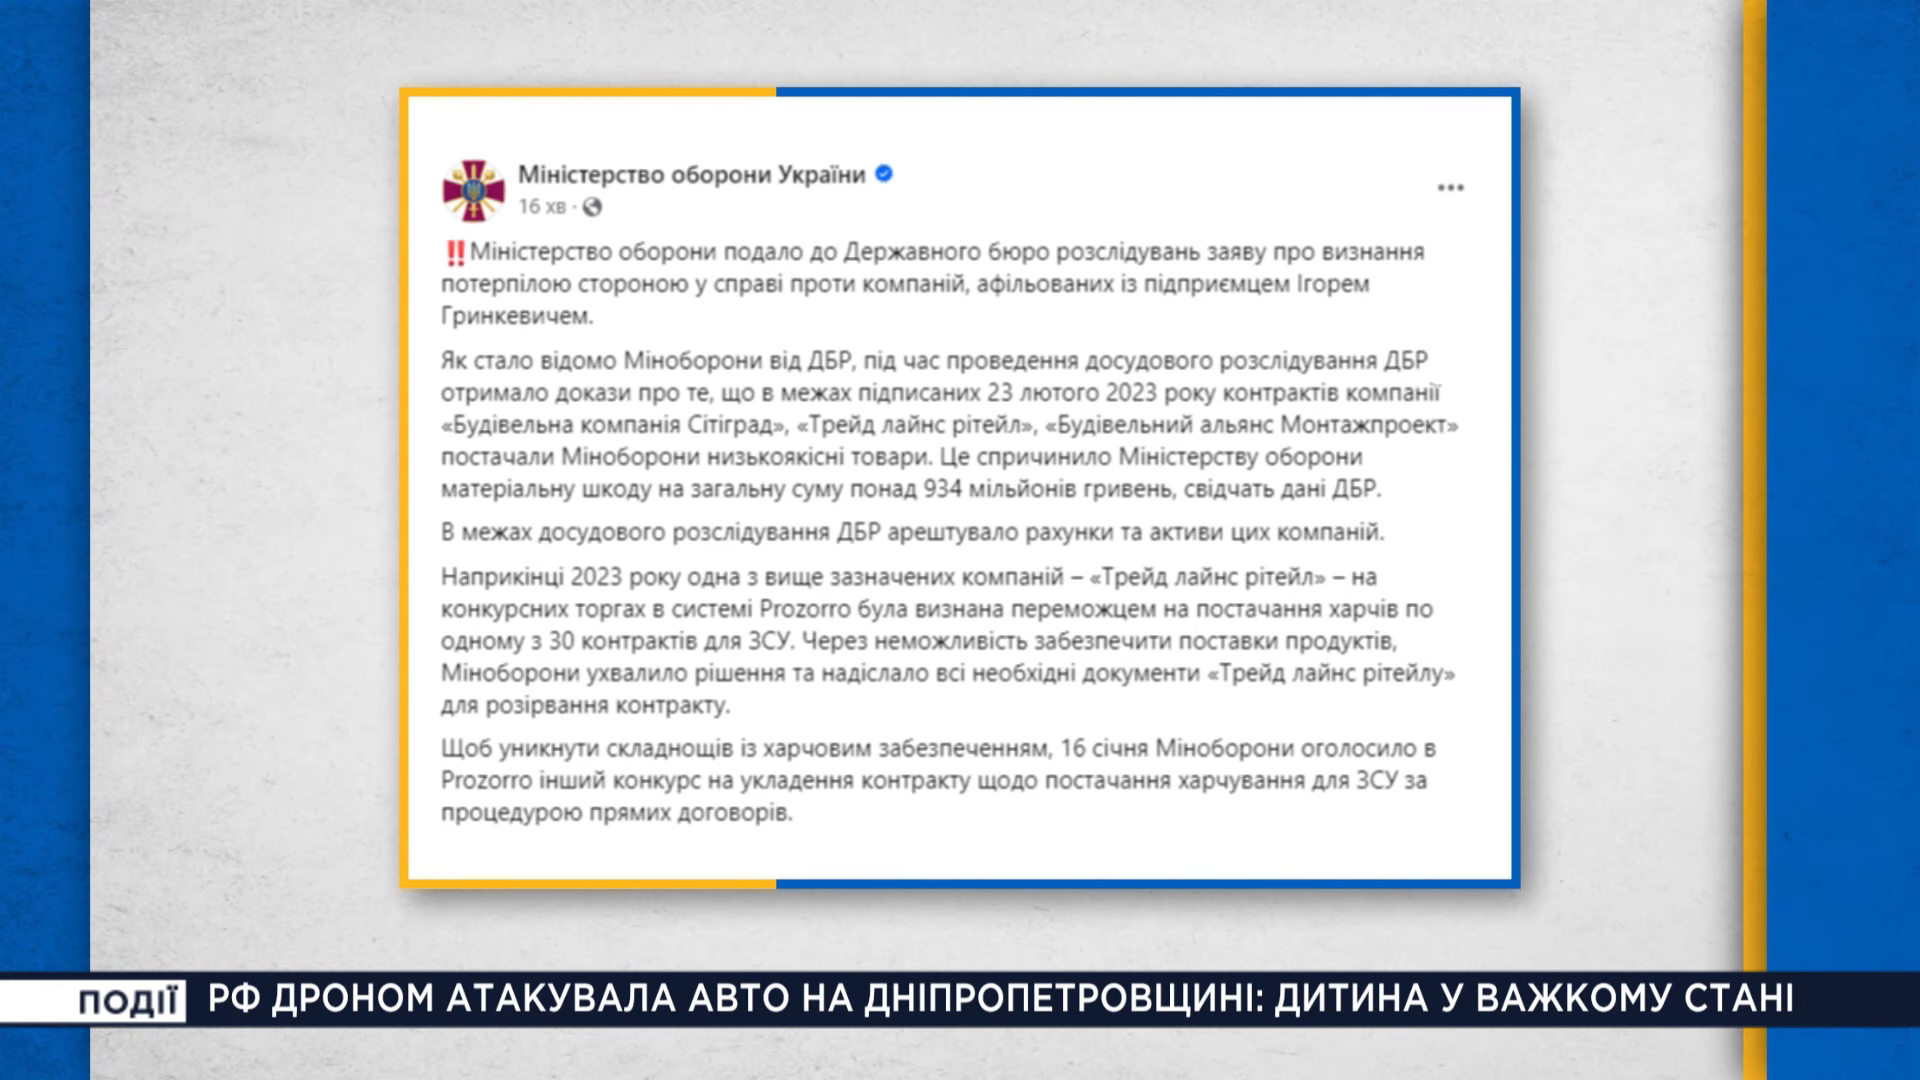 Міністерство оборони України
16 хв ·
‼️Міністерство оборони подало до Державного бюро розслідувань заяву про визнання
потерпілою стороною у справі проти компаній, афільованих із підприємцем Ігорем
Гринкевичем.
Як стало відомо Міноборони від ДБР, під час проведення досудового розслідування ДБР
отримало докази про те, що в межах підписаних 23 лютого 2023 року контрактів компанії
«Будівельна компанія Сітіград», «Трейд лайнс рітейл», «Будівельний альянс Монтажпроект»
постачали Міноборони низькоякісні товари. Це спричинило Міністерству оборони
матеріальну шкоду на загальну суму понад 934 мільйонів гривень, свідчать дані ДБР.
В межах досудового розслідування ДБР арештувало рахунки та активи цих компаній.
Наприкінці 2023 року одна з вище зазначених компаній – «Трейд лайнс рітейл» – на
конкурсних торгах в системі Prozorro була визнана переможцем на постачання харчів по
одному з 30 контрактів для ЗСУ. Через неможливість забезпечити поставки продуктів,
Міноборони ухвалило рішення та надіслало всі необхідні документи «Трейд лайнс рітейлу»
для розірвання контракту.
Щоб уникнути складнощів із харчовим забезпеченням, 16 січня Міноборони оголосило в
Prozorro інший конкурс на укладення контракту щодо постачання харчування для ЗСУ за
процедурою прямих договорів.
ПОДІЇ РФ ДРОНОМ АТАКУВАЛА АВТО НА ДНІПРОПЕТРОВЩИНІ: ДИТИНА У ВАЖКОМУ СТАНІ